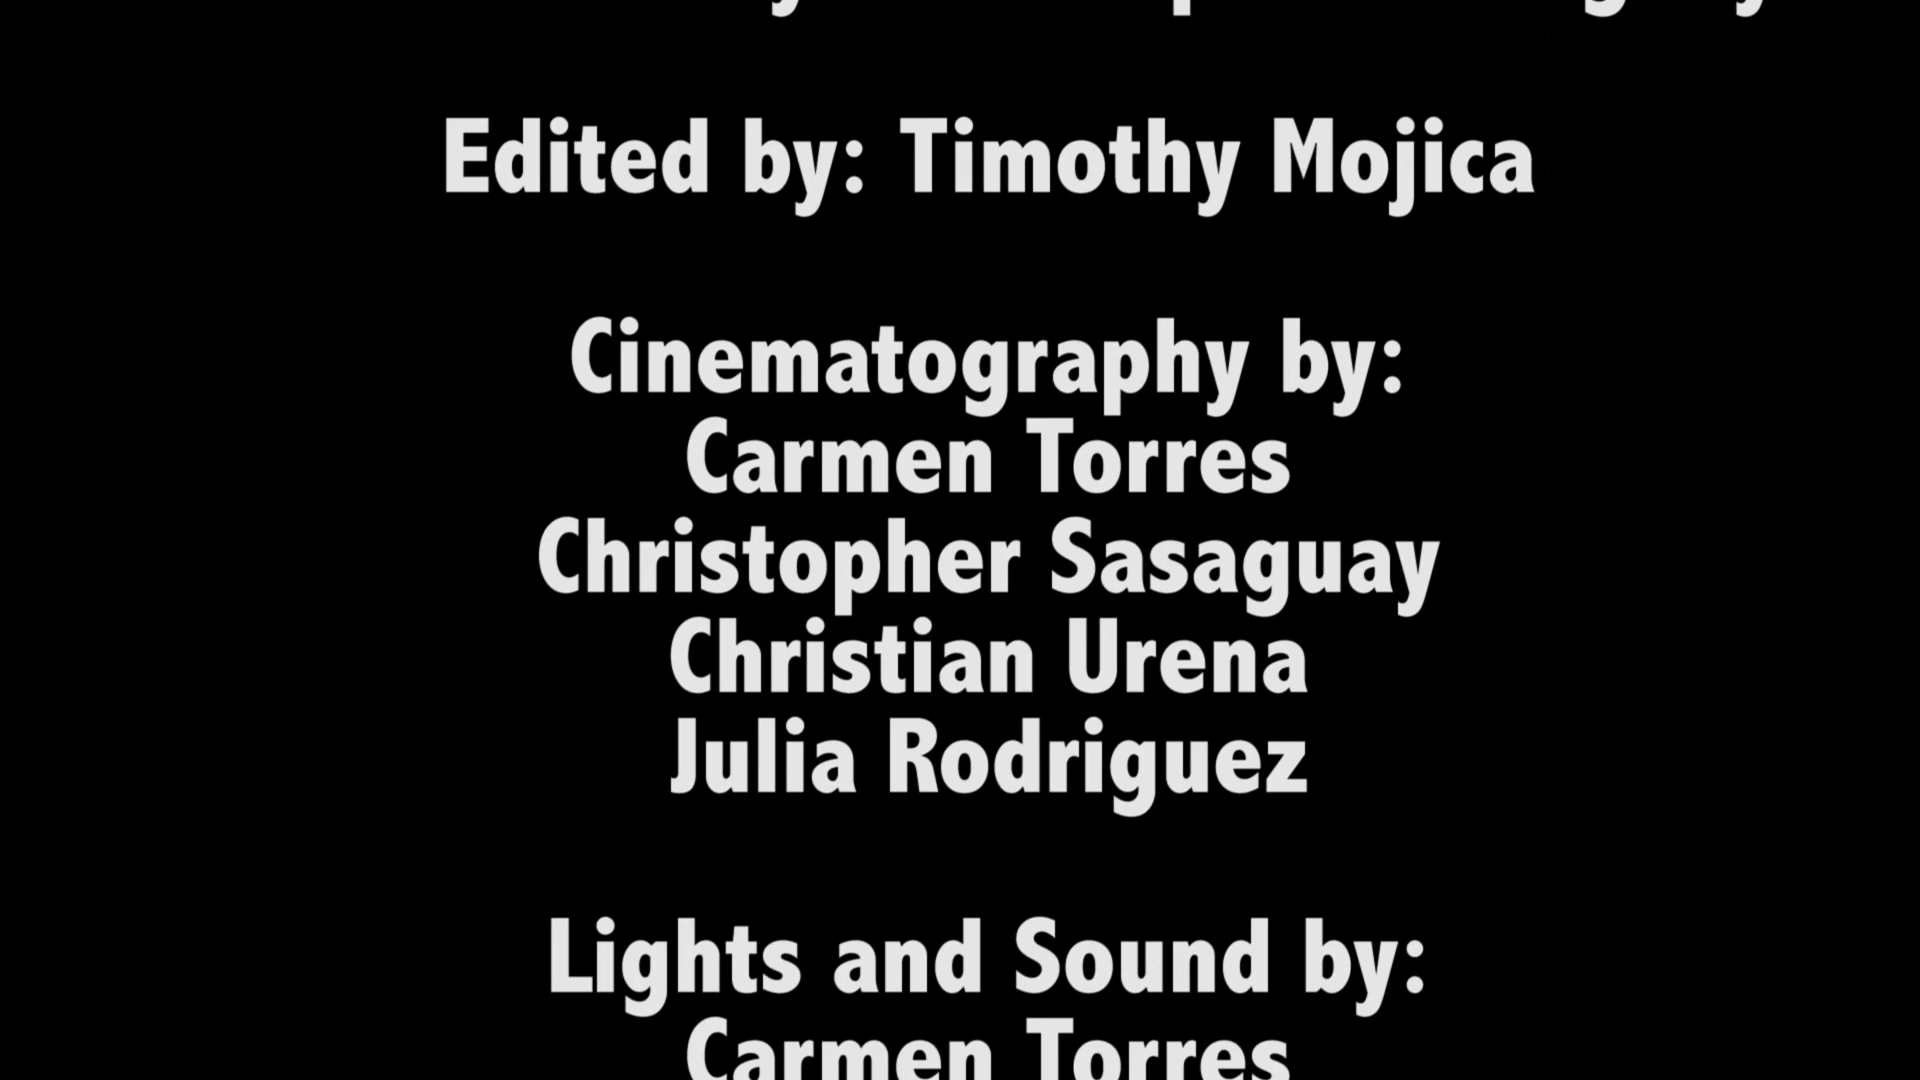 Edited by: Timothy Mojica
Cinematography by:
Carmen Torres
Christopher Sasaguay
Christian Urena
Julia Rodriguez
Lights and Sound by:
Carmen Torres